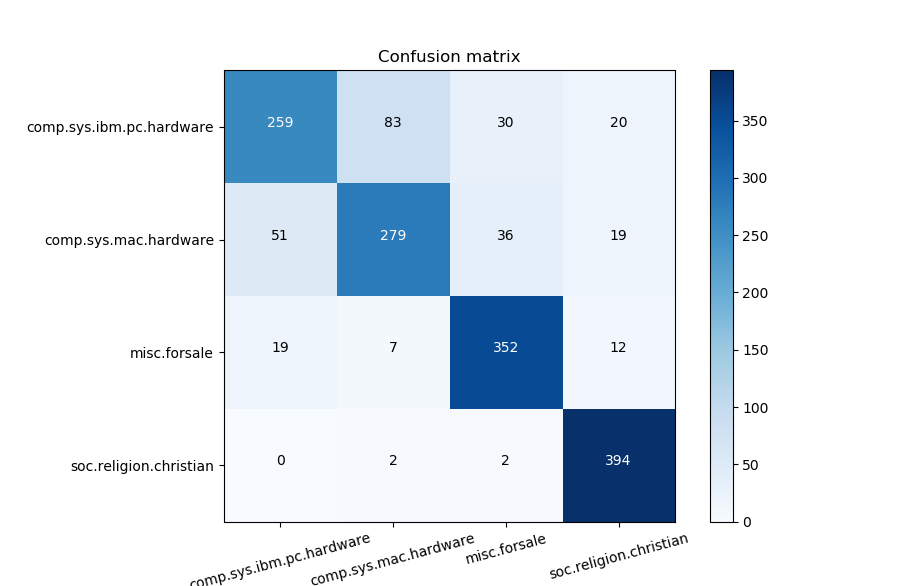 Confusion matrix
comp.sys.ibm.pc.hardware 259 83 30 20
comp.sys.mac.hardware 51 279 36 19
misc.forsale 19 7 352 12
soc.religion.christian 0 2 2 394
comp.sys.ibm.pc.hardware
comp.sys.mac.hardware
misc.forsale
soc.religion.christian
350
300
250
200
150
100
50
0